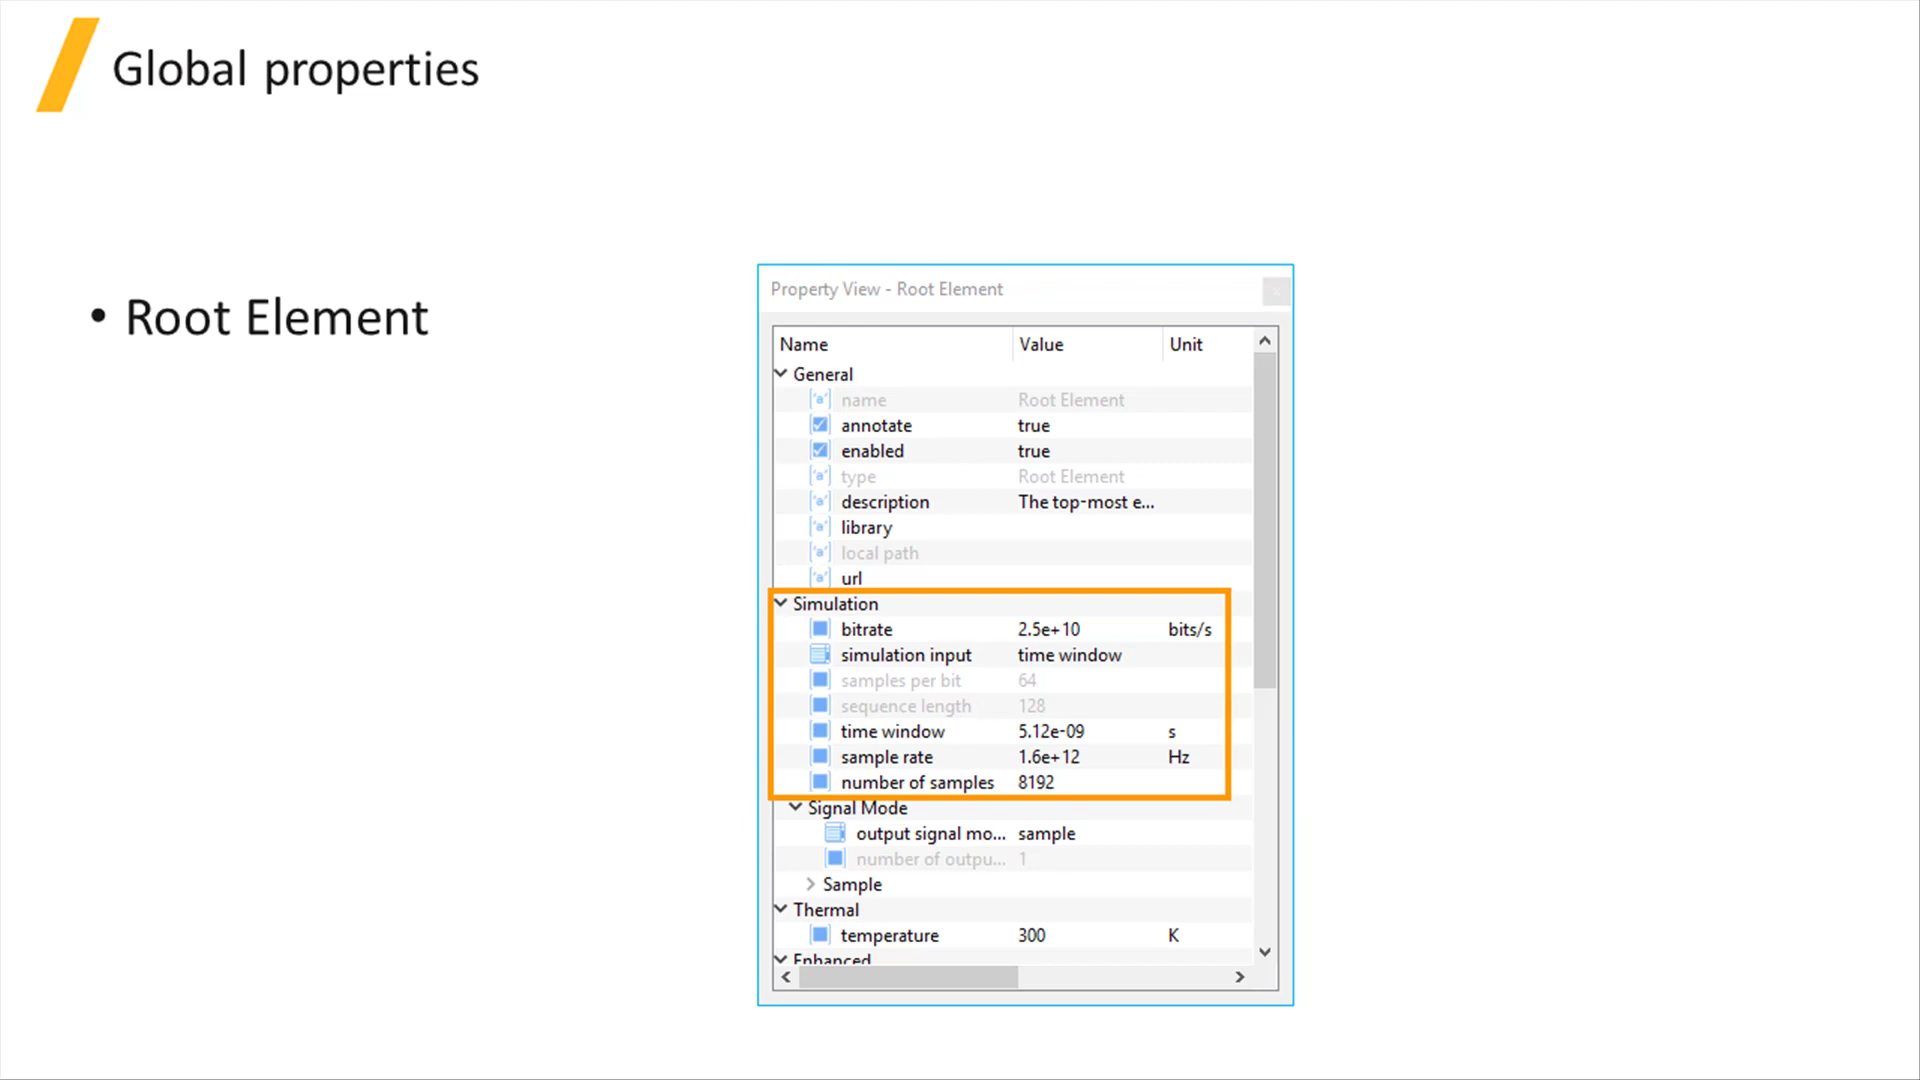 Global properties
• Root Element
Property View - Root Element
Name Value Unit
General
name Root Element
annotate true
enabled true
type Root Element
description The top-most e...
library
local path
url
Simulation
bitrate 2.5e+10 bits/s
simulation input time window
samples per bit 64
sequence length 128
time window 5.12e-09 s
sample rate 1.6e+12 Hz
number of samples 8192
Signal Mode
output signal mo... sample
number of outpu... 1
Sample
Thermal
temperature 300 K
Enhanced